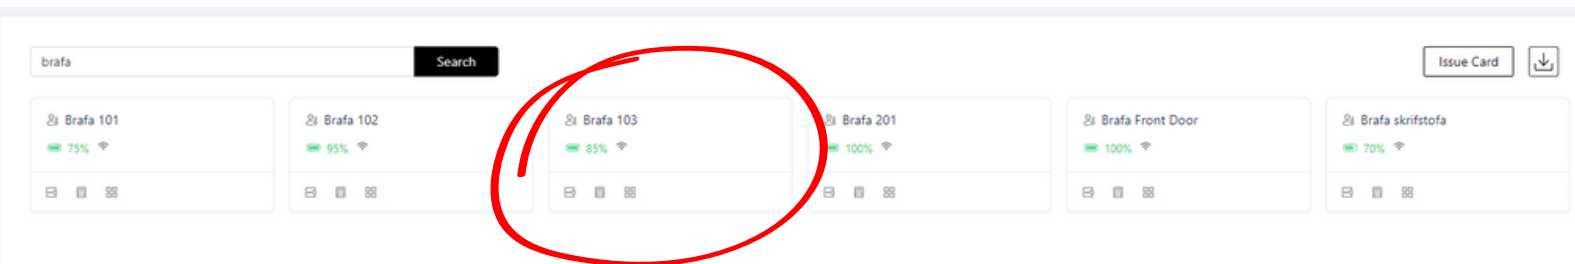 brafa
Search
Issue Card
Brafa 101
75%
Brafa 102
95%
Brafa 103
85%
Brafa 201
100%
Brafa Front Door
100%
Brafa skrifstofa
70%